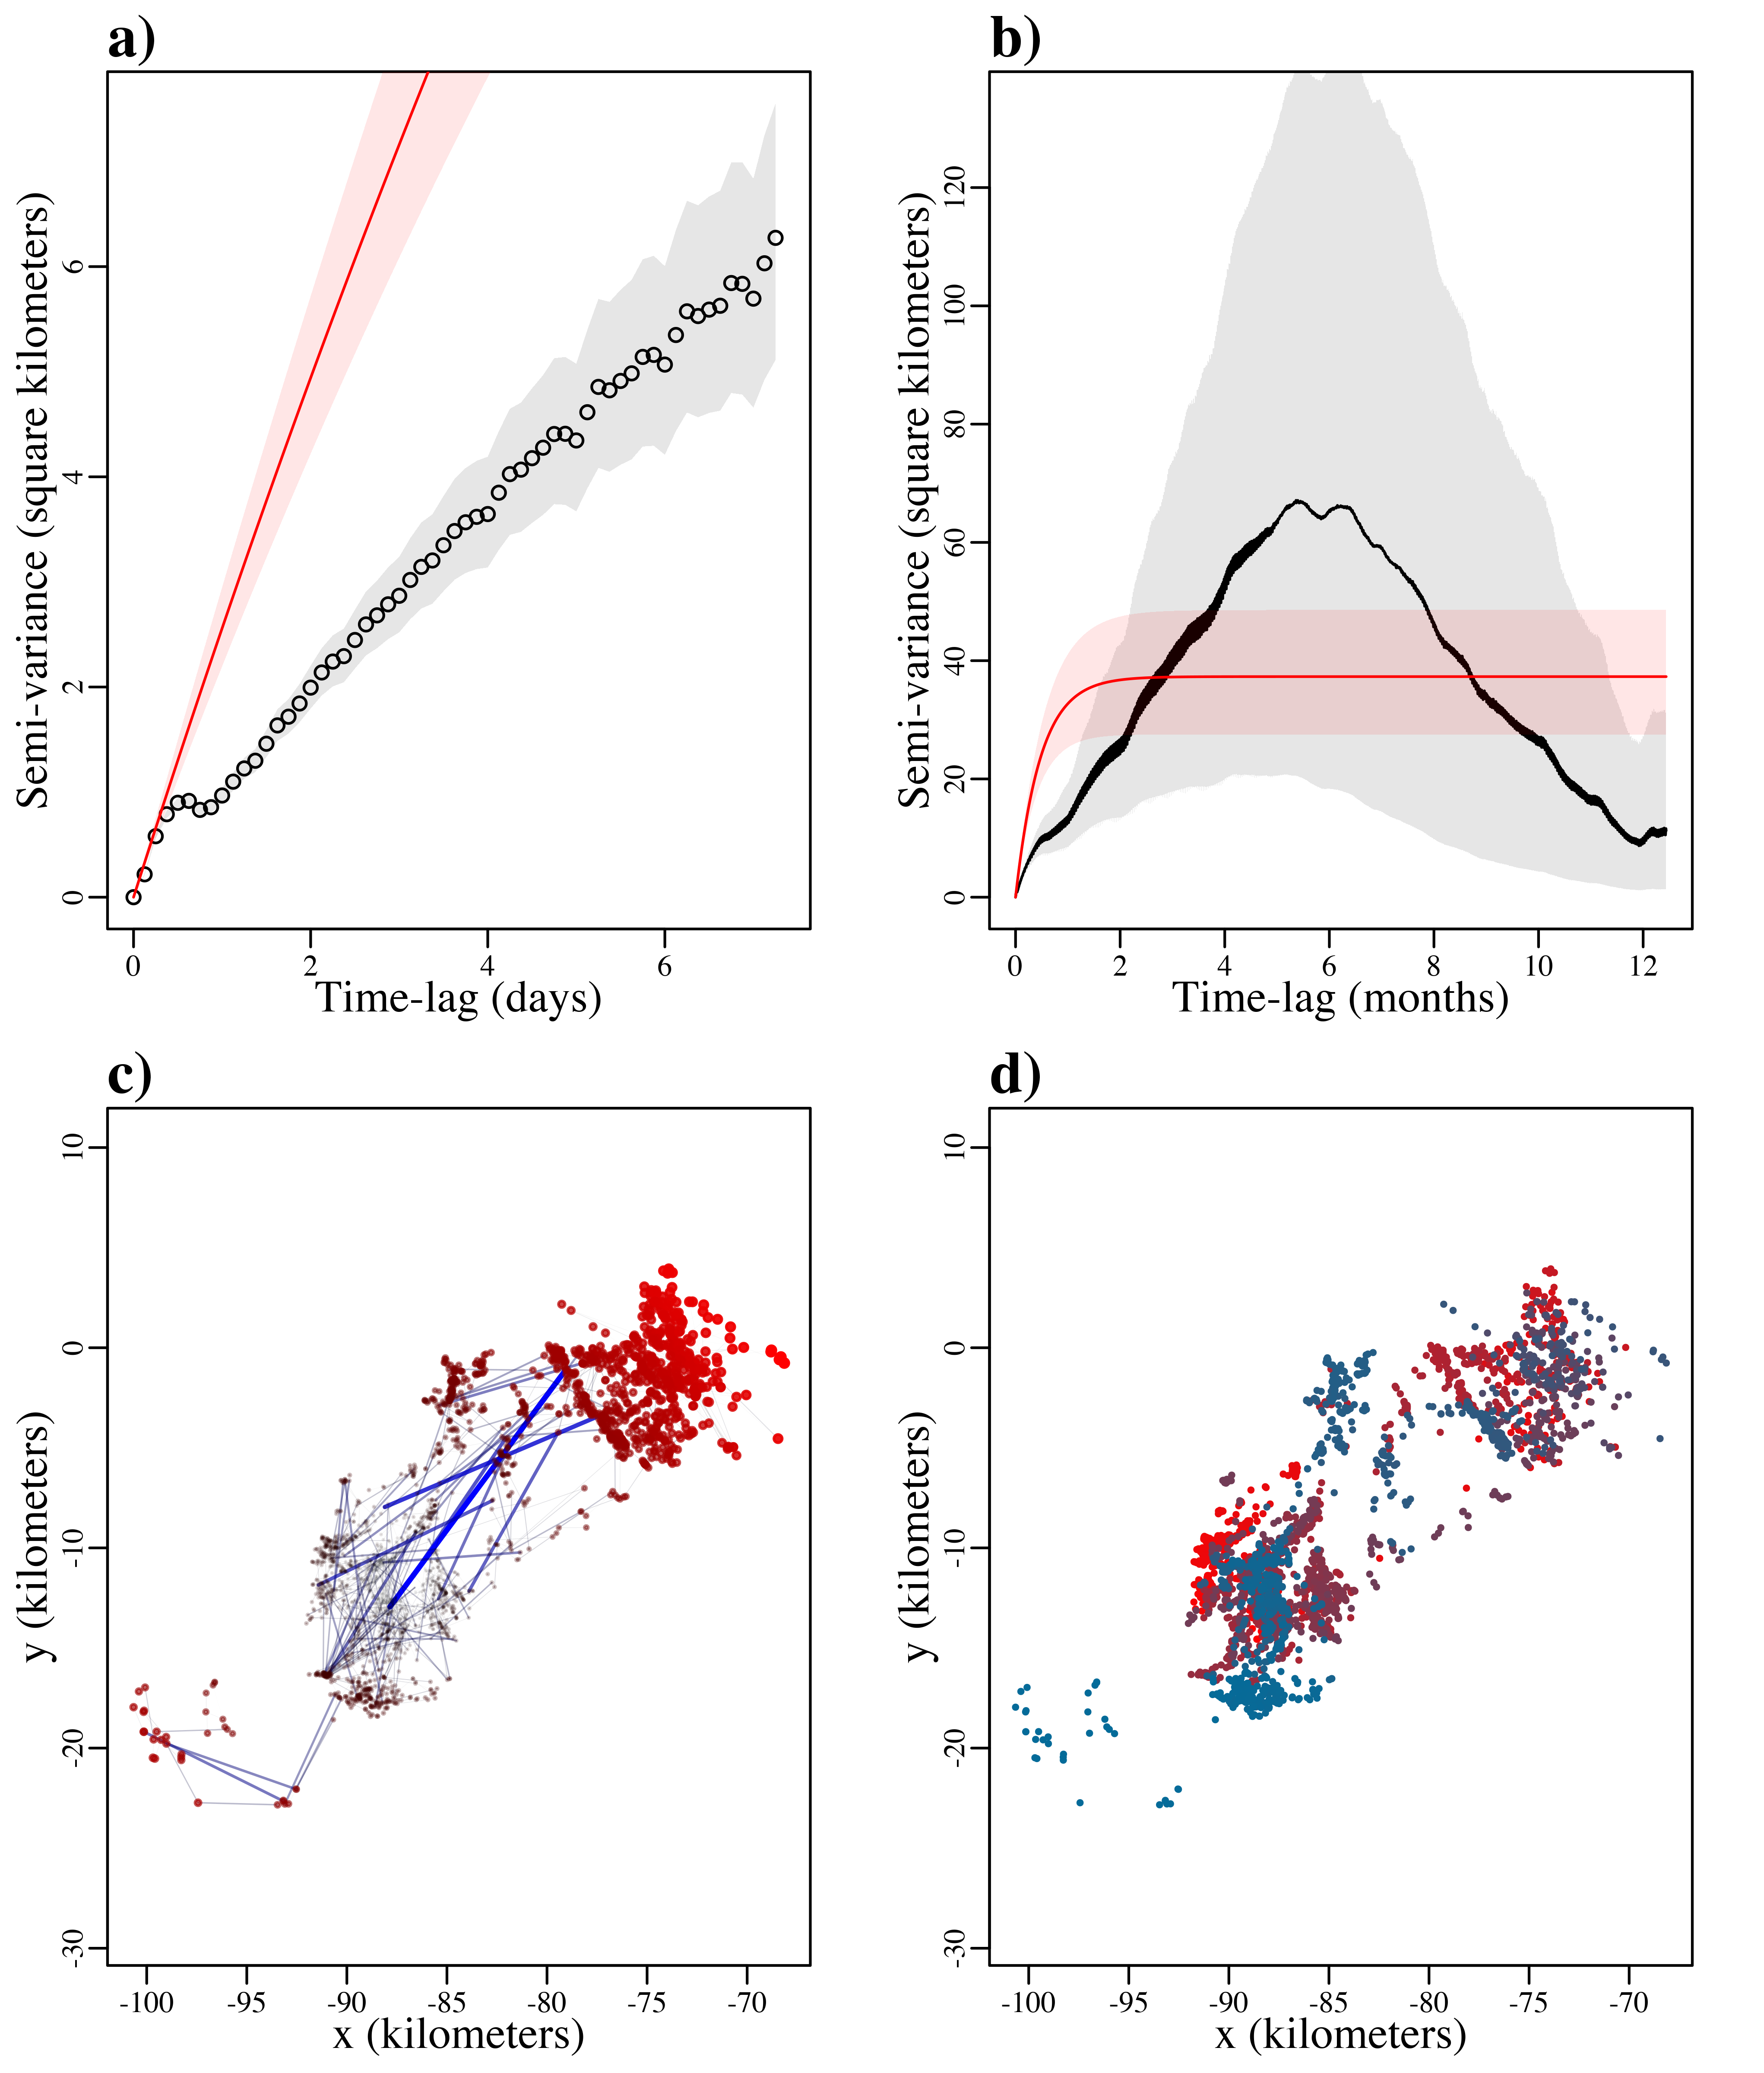 a)
Semi-variance (square kilometers)
6
4
2
0
0 2 4 6
Time-lag (days)
b)
Semi-variance (square kilometers)
120
100
80
60
40
20
0
0 2 4 6 8 10 12
Time-lag (months)
c)
y (kilometers)
10
0
-10
-20
-30
-100 -95 -90 -85 -80 -75 -70
x (kilometers)
d)
y (kilometers)
10
0
-10
-20
-30
-100 -95 -90 -85 -80 -75 -70
x (kilometers)